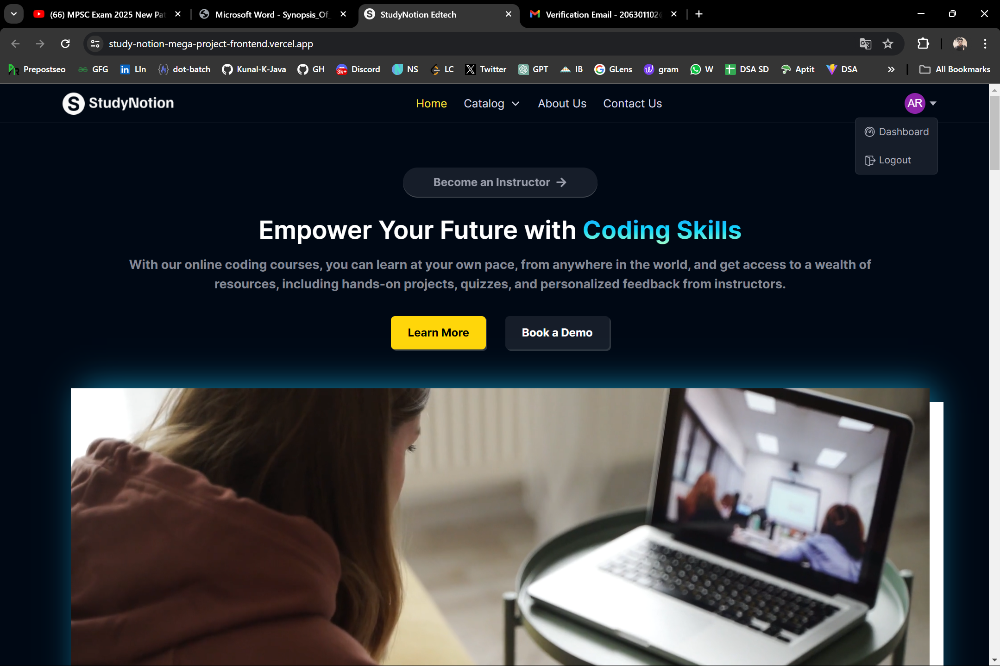 (66) MPSC Exam 2025 New Pat
Microsoft Word - Synopsis_Of_
StudyNotion Edtech
Verification Email - 206301102
study-notion-mega-project-frontend.vercel.app
Prepostseo GFG LIn dot-batch Kunal-K-Java GH 3k+ Discord NS LC Twitter GPT IB GLens gram W DSA SD Aptit DSA » All Bookmarks
S StudyNotion Home Catalog About Us Contact Us AR
Dashboard
Logout
Become an Instructor →
Empower Your Future with Coding Skills
With our online coding courses, you can learn at your own pace, from anywhere in the world, and get access to a wealth of
resources, including hands-on projects, quizzes, and personalized feedback from instructors.
Learn More Book a Demo